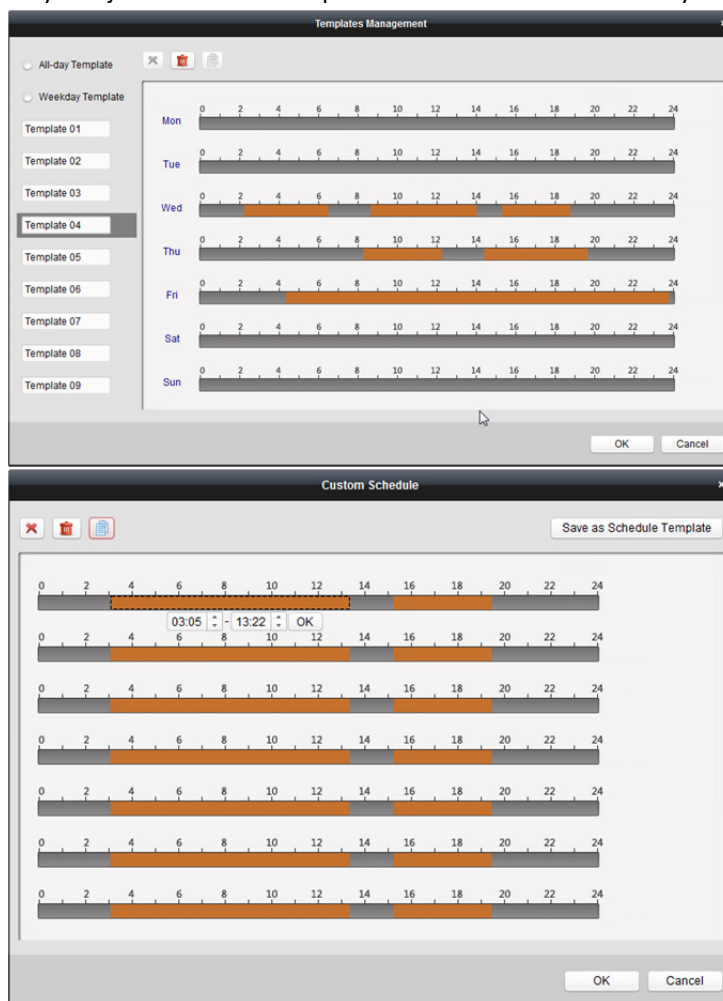 Templates Management
All-day Template
Weekday Template
Template 01
Template 02
Template 03
Template 04
Template 05
Template 06
Template 07
Template 08
Template 09
0 2 4 6 8 10 12 14 16 18 20 22 24
Mon
0 2 4 6 8 10 12 14 16 18 20 22 24
Tue
0 2 4 6 8 10 12 14 16 18 20 22 24
Wed
0 2 4 6 8 10 12 14 16 18 20 22 24
Thu
0 2 4 6 8 10 12 14 16 18 20 22 24
Fri
0 2 4 6 8 10 12 14 16 18 20 22 24
Sat
0 2 4 6 8 10 12 14 16 18 20 22 24
Sun
OK Cancel
Custom Schedule
Save as Schedule Template
0 2 4 6 8 10 12 14 16 18 20 22 24
03:05 - 13:22 OK
0 2 4 6 8 10 12 14 16 18 20 22 24
0 2 4 6 8 10 12 14 16 18 20 22 24
0 2 4 6 8 10 12 14 16 18 20 22 24
0 2 4 6 8 10 12 14 16 18 20 22 24
0 2 4 6 8 10 12 14 16 18 20 22 24
0 2 4 6 8 10 12 14 16 18 20 22 24
OK Cancel